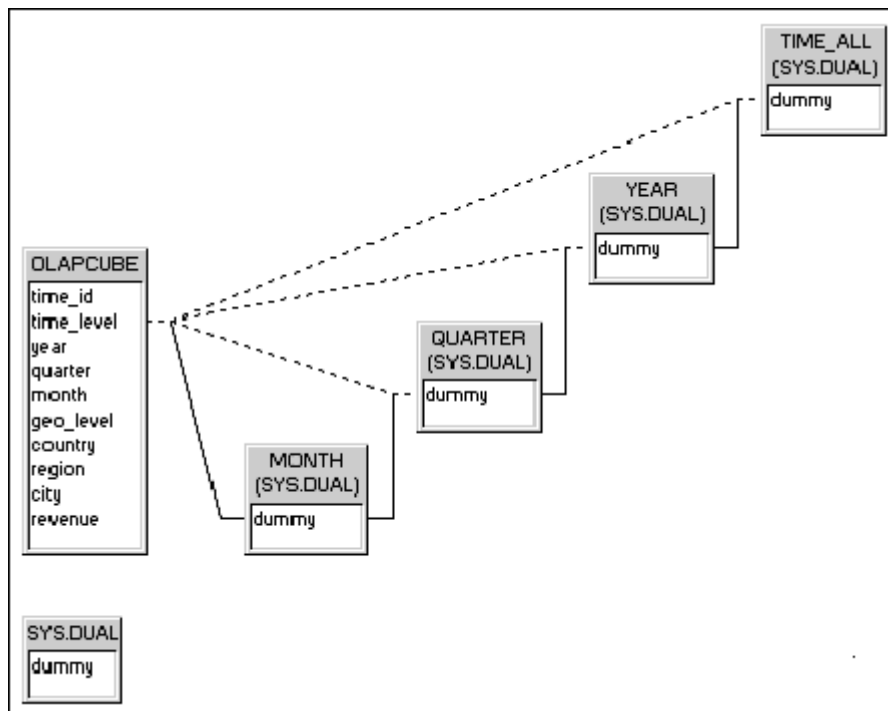 TIME_ALL
(SYS.DUAL)
dummy
YEAR
(SYS.DUAL)
dummy
OLAPCUBE
time_id
time_level
year
quarter
month
geo_level
country
region
city
revenue
QUARTER
(SYS.DUAL)
dummy
MONTH
(SYS.DUAL)
dummy
SYS.DUAL
dummy